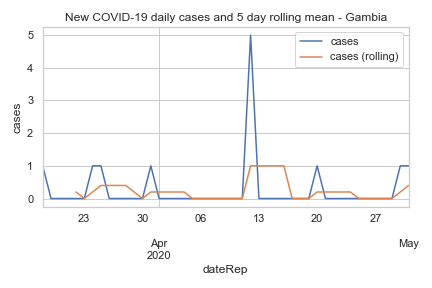 New COVID-19 daily cases and 5 day rolling mean - Gambia
cases
cases (rolling)
cases
5
4
3
2
1
0
23
30
06
13
20
27
Apr
2020
May
dateRep